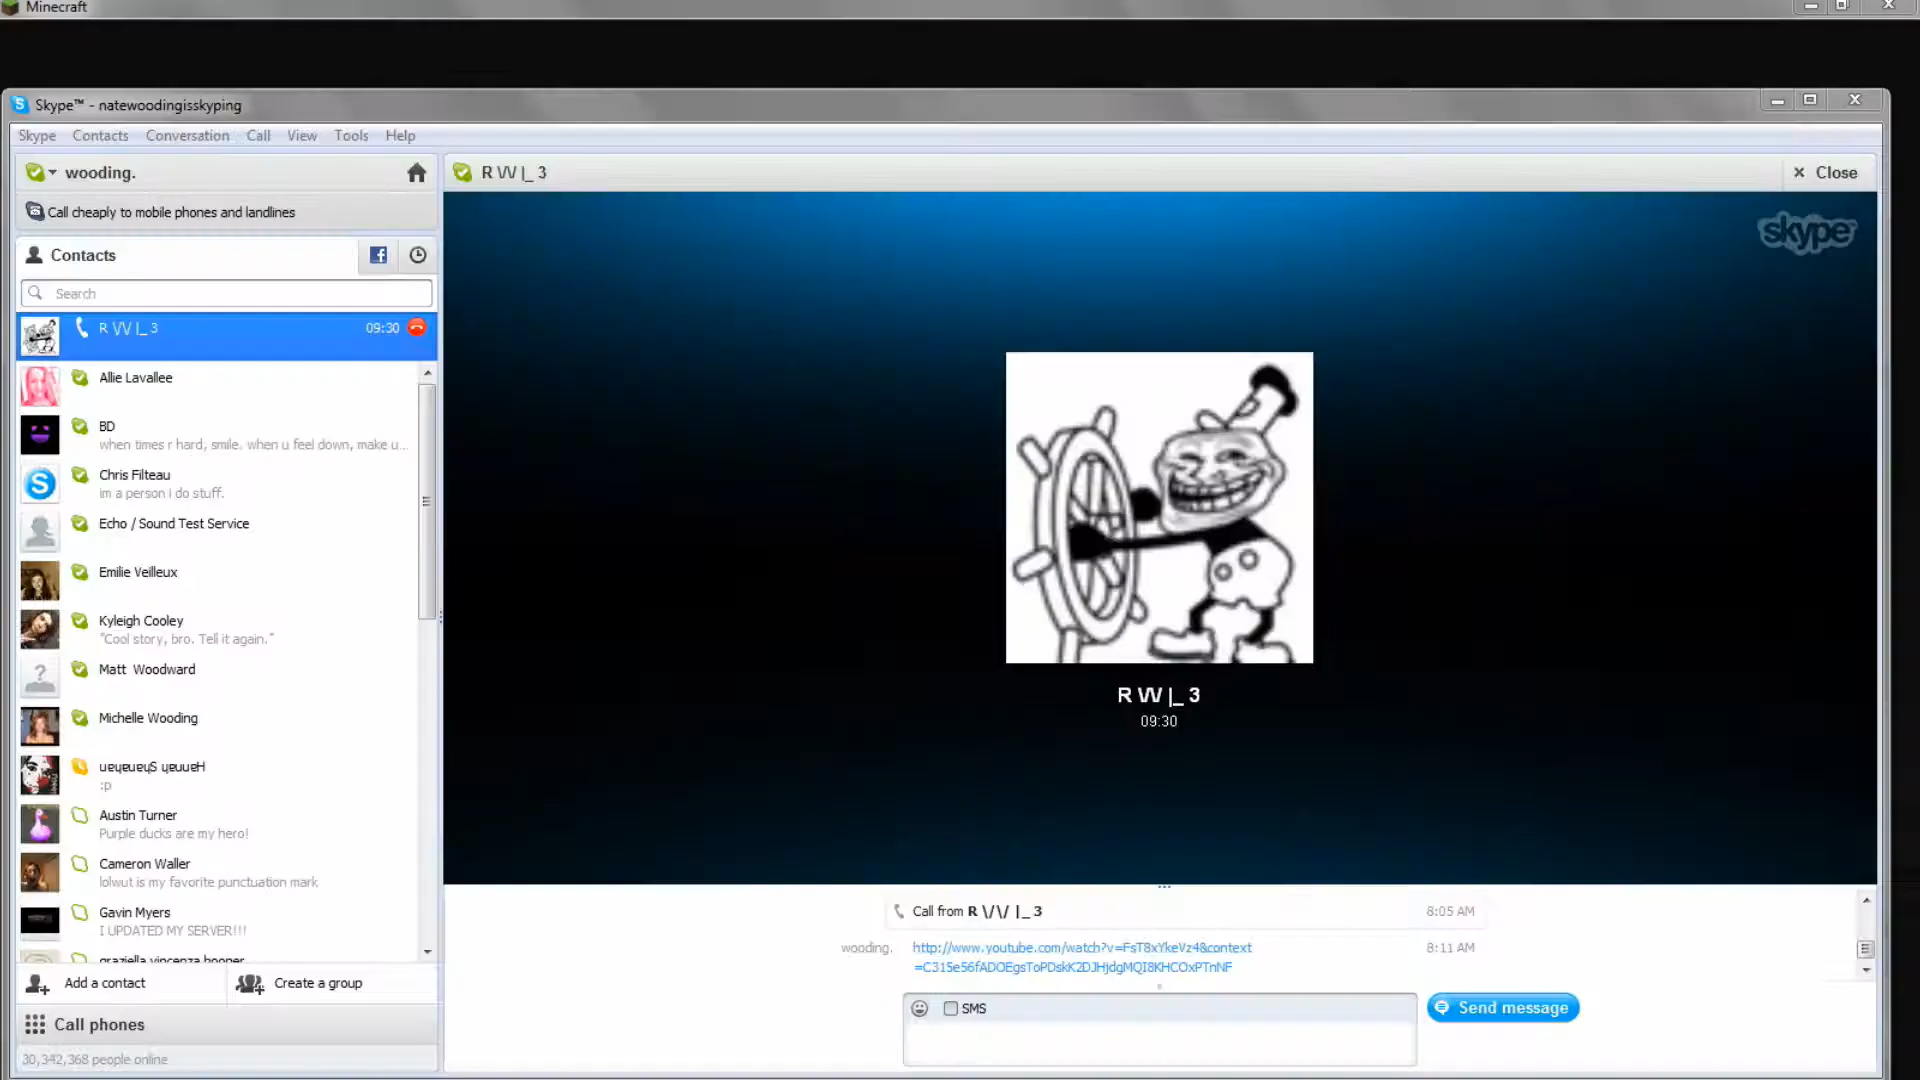 Minecraft
Skype™ - natewoodingisskyping
Skype Contacts Conversation Call View Tools Help
wooding.
Call cheaply to mobile phones and landlines
Contacts
Search
R \/\/ |_ 3 09:30
Allie Lavallee
BD
when times r hard, smile. when u feel down, make u...
Chris Filteau
im a person i do stuff.
Echo / Sound Test Service
Emilie Veilleux
Kyleigh Cooley
"Cool story, bro. Tell it again."
Matt Woodward
Michelle Wooding
uɐɥɐuɐɥS ɥɐuuɐH
:p
Austin Turner
Purple ducks are my hero!
Cameron Waller
lolwut is my favorite punctuation mark
Gavin Myers
I UPDATED MY SERVER!!!
graziella vincenza hooper
Add a contact Create a group
Call phones
30,342,368 people online
R \/\/ |_ 3 Close
skype
R \/\/ |_ 3
09:30
Call from R \/\/ |_ 3 8:05 AM
wooding. http://www.youtube.com/watch?v=FsT8xYkeVz4&context 8:11 AM
=C315e56fADOEgsToPDskK2DJHjdgMQI8KHCOxPTnNF
SMS
Send message